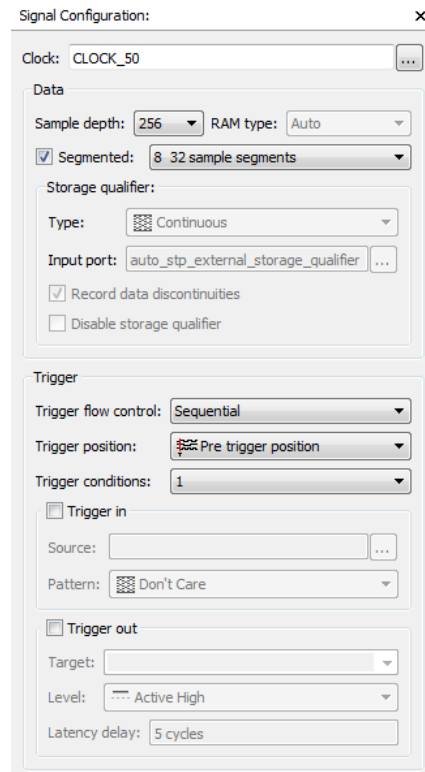 Signal Configuration:
Clock: CLOCK_50 ...
Data
Sample depth: 256 RAM type: Auto
Segmented: 8 32 sample segments
Storage qualifier:
Type: Continuous
Input port: auto_stp_external_storage_qualifier ...
Record data discontinuities
Disable storage qualifier
Trigger
Trigger flow control: Sequential
Trigger position: Pre trigger position
Trigger conditions: 1
Trigger in
Source: ...
Pattern: Don't Care
Trigger out
Target:
Level: Active High
Latency delay: 5 cycles